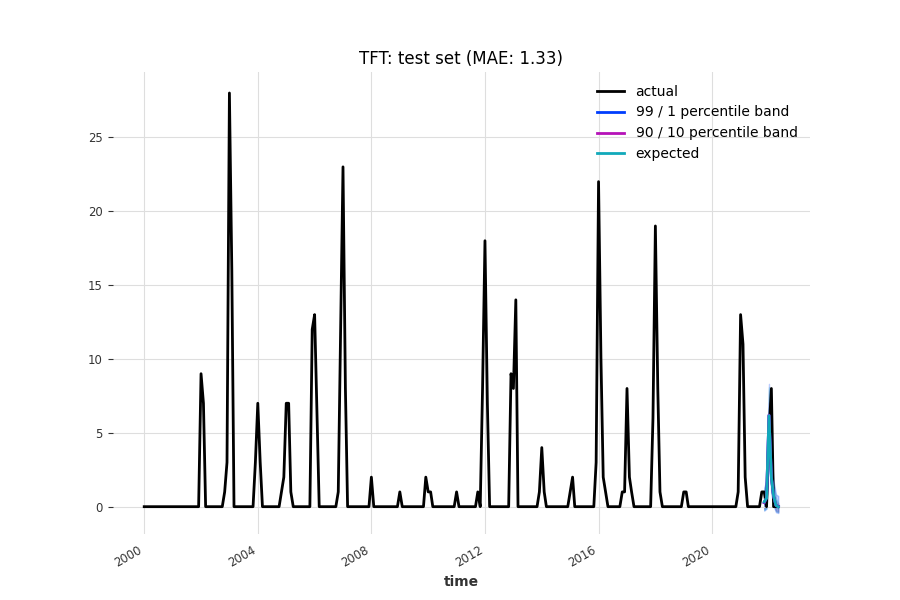 TFT: test set (MAE: 1.33)
actual
99 / 1 percentile band
90 / 10 percentile band
expected
25
20
15
10
5
0
2000
2004
2008
2012
2016
2020
time